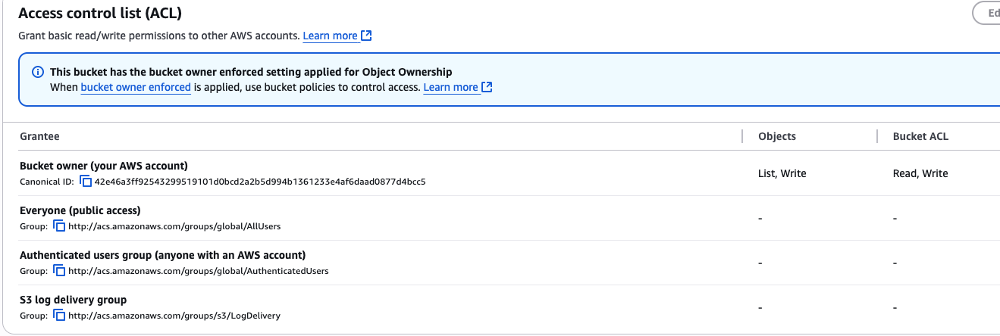 Access control list (ACL)
Ed
Grant basic read/write permissions to other AWS accounts. Learn more
This bucket has the bucket owner enforced setting applied for Object Ownership
When bucket owner enforced is applied, use bucket policies to control access. Learn more
Grantee Objects Bucket ACL
Bucket owner (your AWS account)
Canonical ID: 42e46a3ff92543299519101d0bcd2a2b5d994b1361233e4af6daad0877d4bcc5
List, Write Read, Write
Everyone (public access)
Group: http://acs.amazonaws.com/groups/global/AllUsers
- -
Authenticated users group (anyone with an AWS account)
Group: http://acs.amazonaws.com/groups/global/AuthenticatedUsers
- -
S3 log delivery group
Group: http://acs.amazonaws.com/groups/s3/LogDelivery
- -